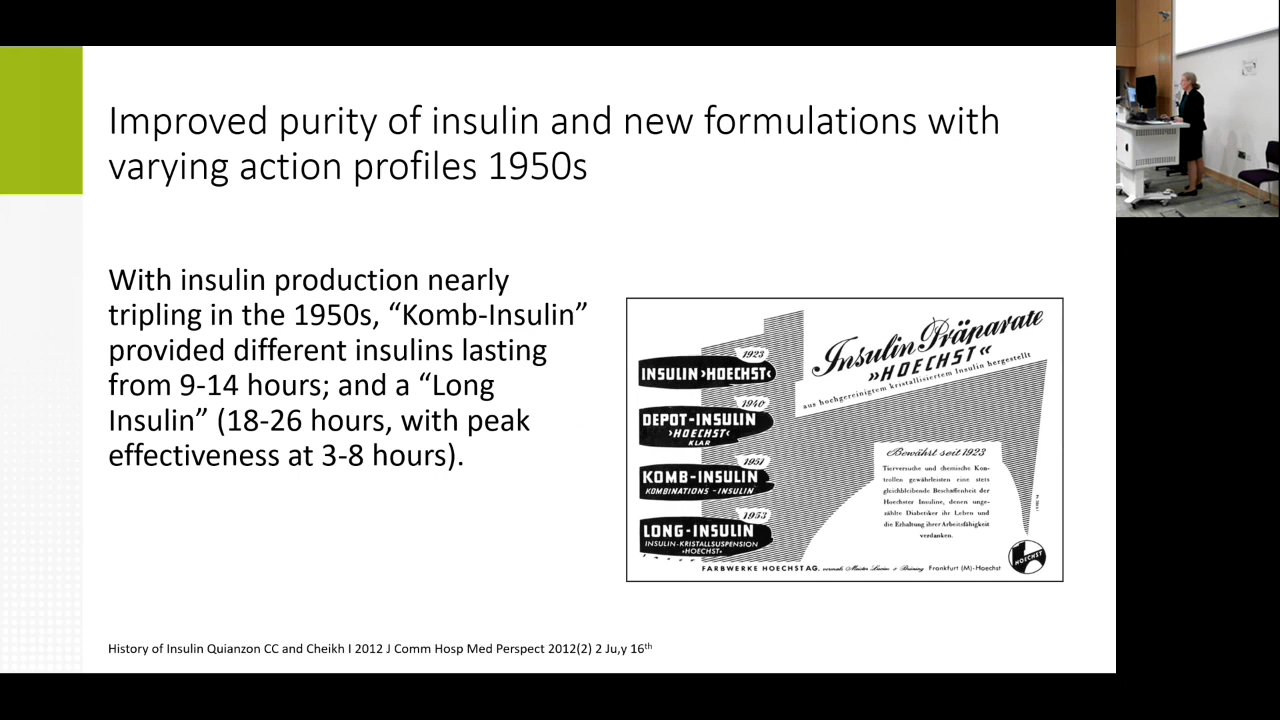 Improved purity of insulin and new formulations with
varying action profiles 1950s
With insulin production nearly
tripling in the 1950s, “Komb-Insulin”
provided different insulins lasting
from 9-14 hours; and a “Long
Insulin” (18-26 hours, with peak
effectiveness at 3-8 hours).
Insulin Präparate
»HOECHST«
aus hochgereinigtem kristallisiertem Insulin hergestellt
1923
INSULIN ›HOECHST‹
1940
DEPOT-INSULIN
›HOECHST‹
KLAR
1951
KOMB-INSULIN
KOMBINATIONS-INSULIN
1953
LONG-INSULIN
INSULIN-KRISTALLSUSPENSION
›HOECHST‹
Bewährt seit 1923
Tierversuche und chemische Kon-
trollen gewährleisten eine stets
gleichbleibende Beschaffenheit der
Hoechster Insuline, denen unge-
zählte Diabetiker ihr Leben und
die Erhaltung ihrer Arbeitsfähigkeit
verdanken.
FARBWERKE HOECHST AG. vormals Meister Lucius & Brüning Frankfurt (M)-Hoechst
HOECHST
History of Insulin Quianzon CC and Cheikh I 2012 J Comm Hosp Med Perspect 2012(2) 2 Ju,y 16th